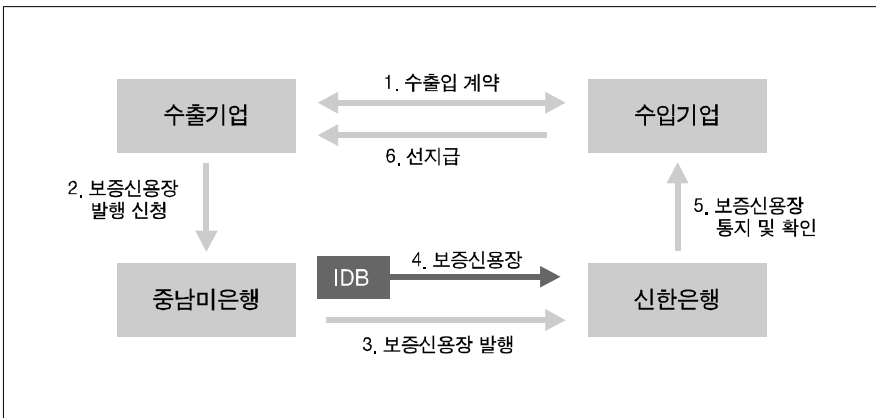 1. 수출입 계약
수출기업
수입기업
6. 선지급
2. 보증신용장
발행 신청
5. 보증신용장
통지 및 확인
4. 보증신용장
IDB
중남미은행
신한은행
3. 보증신용장 발행